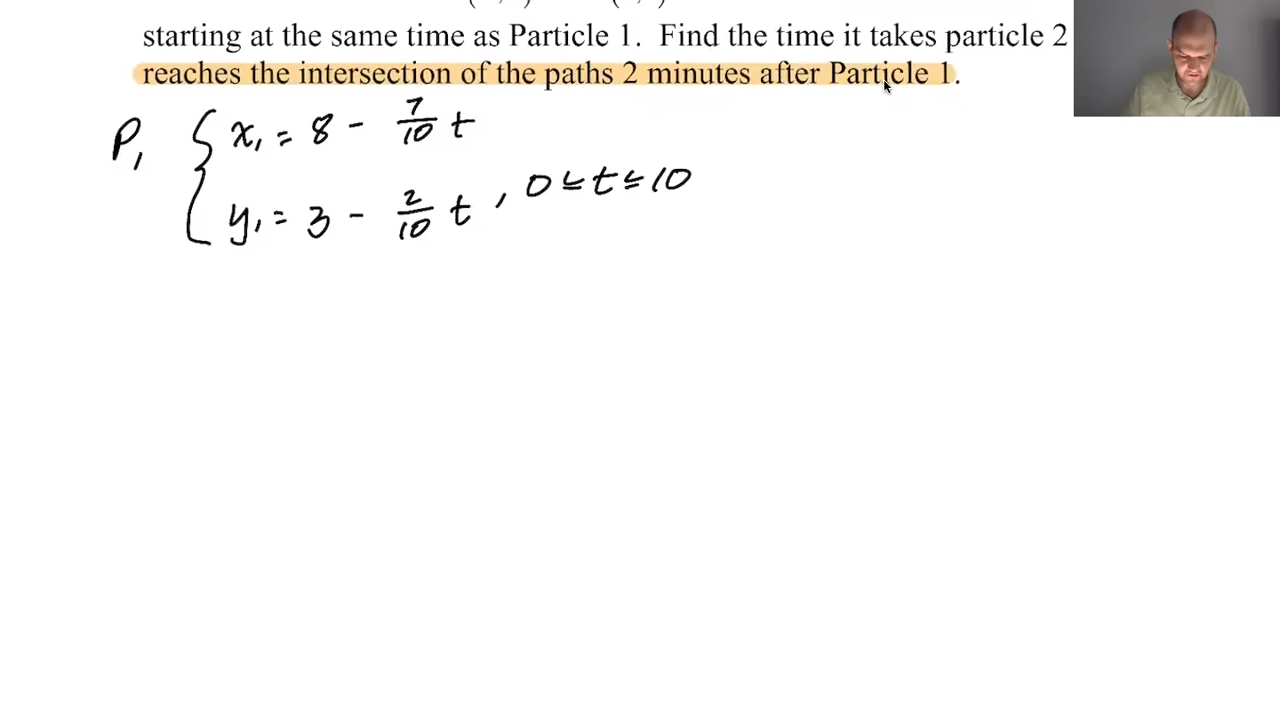 starting at the same time as Particle 1. Find the time it takes particle 2
reaches the intersection of the paths 2 minutes after Particle 1.
P₁ { x₁ = 8 - 7/10 t
y₁ = 3 - 2/10 t , 0 ≤ t ≤ 10